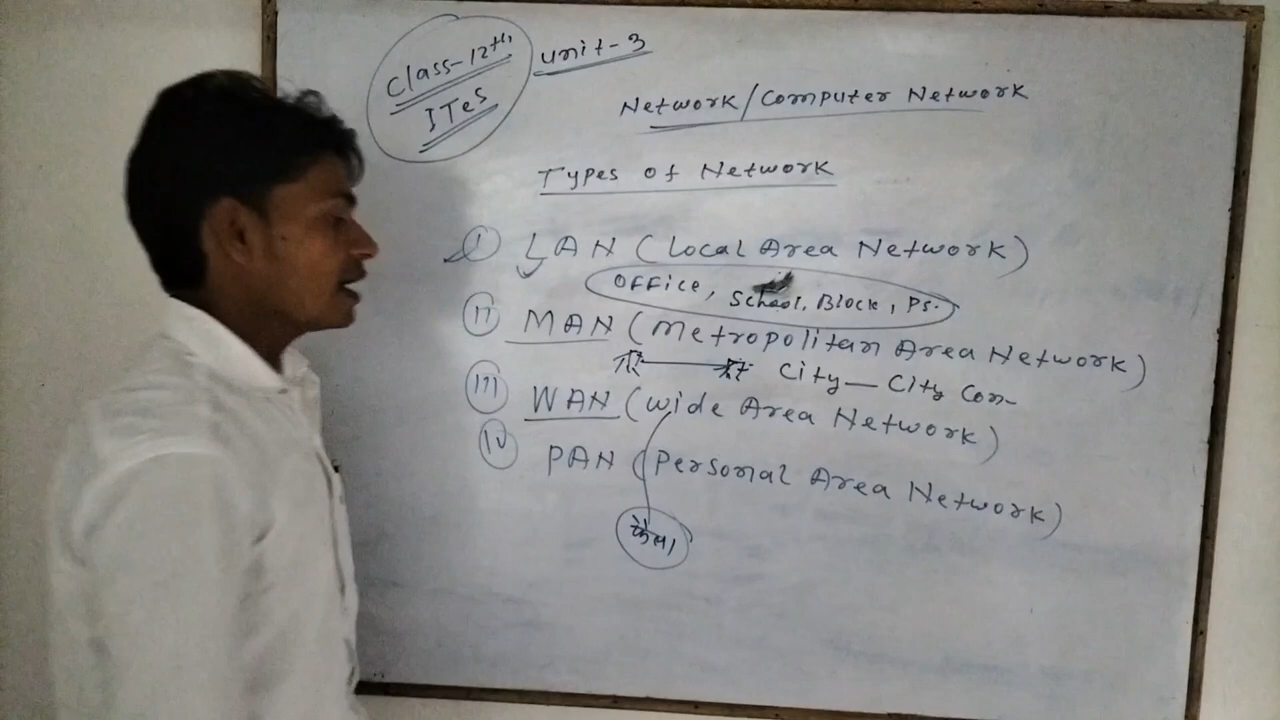 Class-12th Unit-3
ITes
Network/Computer Network
Types of Network
(i) LAN (Local Area Network)
Office, School, Block, Ps.
(ii) MAN (Metropolitan Area Network)
City — City Com
(iii) WAN (Wide Area Network)
(iv) PAN (Personal Area Network)
फैला